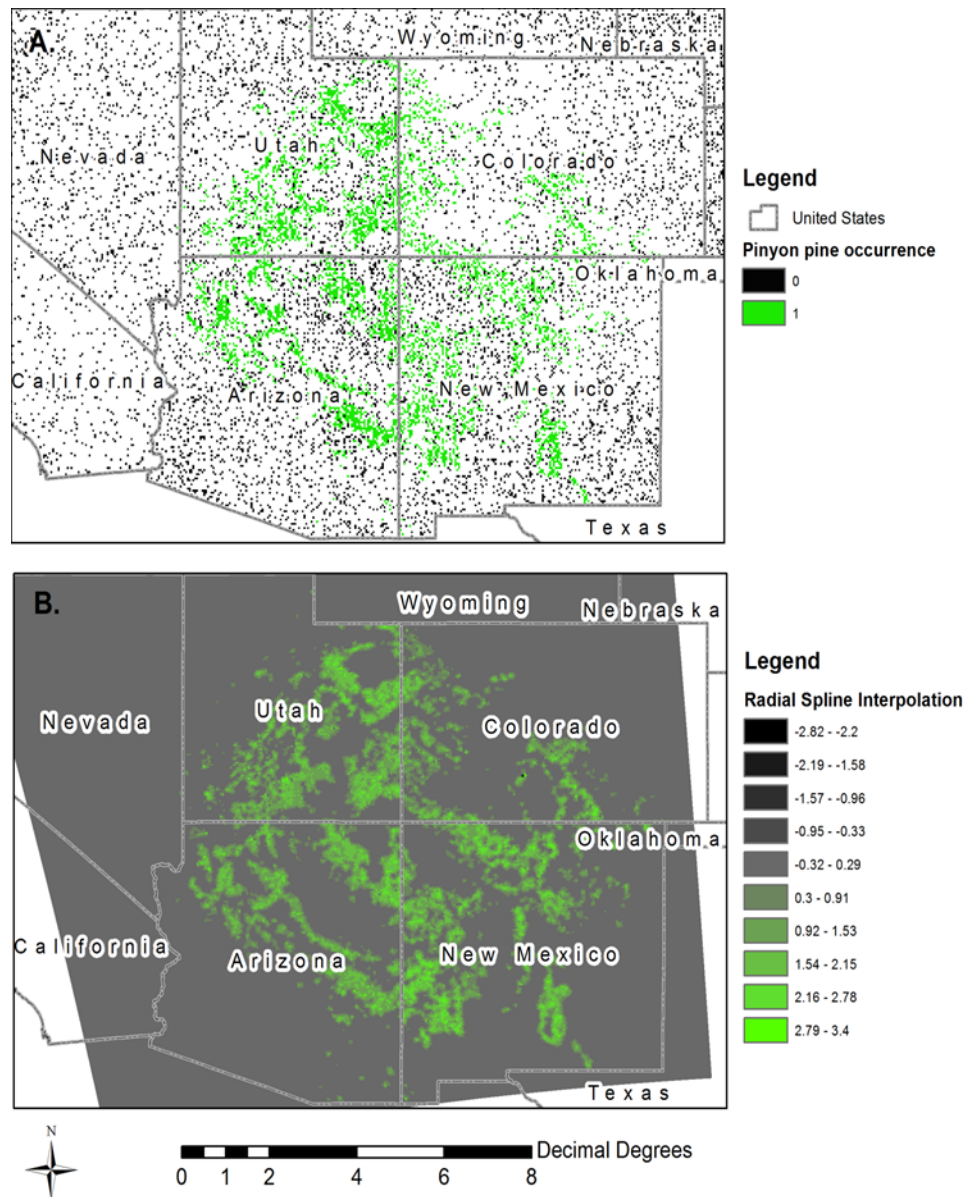 A.
Wyoming
Nebraska
Nevada
Utah
Colorado
Oklahoma
California
Arizona
New Mexico
Texas
Legend
United States
Pinyon pine occurrence
0
1
B.
Wyoming
Nebraska
Nevada
Utah
Colorado
Oklahoma
California
Arizona
New Mexico
Texas
Legend
Radial Spline Interpolation
-2.82 - -2.2
-2.19 - -1.58
-1.57 - -0.96
-0.95 - -0.33
-0.32 - 0.29
0.3 - 0.91
0.92 - 1.53
1.54 - 2.15
2.16 - 2.78
2.79 - 3.4
N
Decimal Degrees
0 1 2 4 6 8